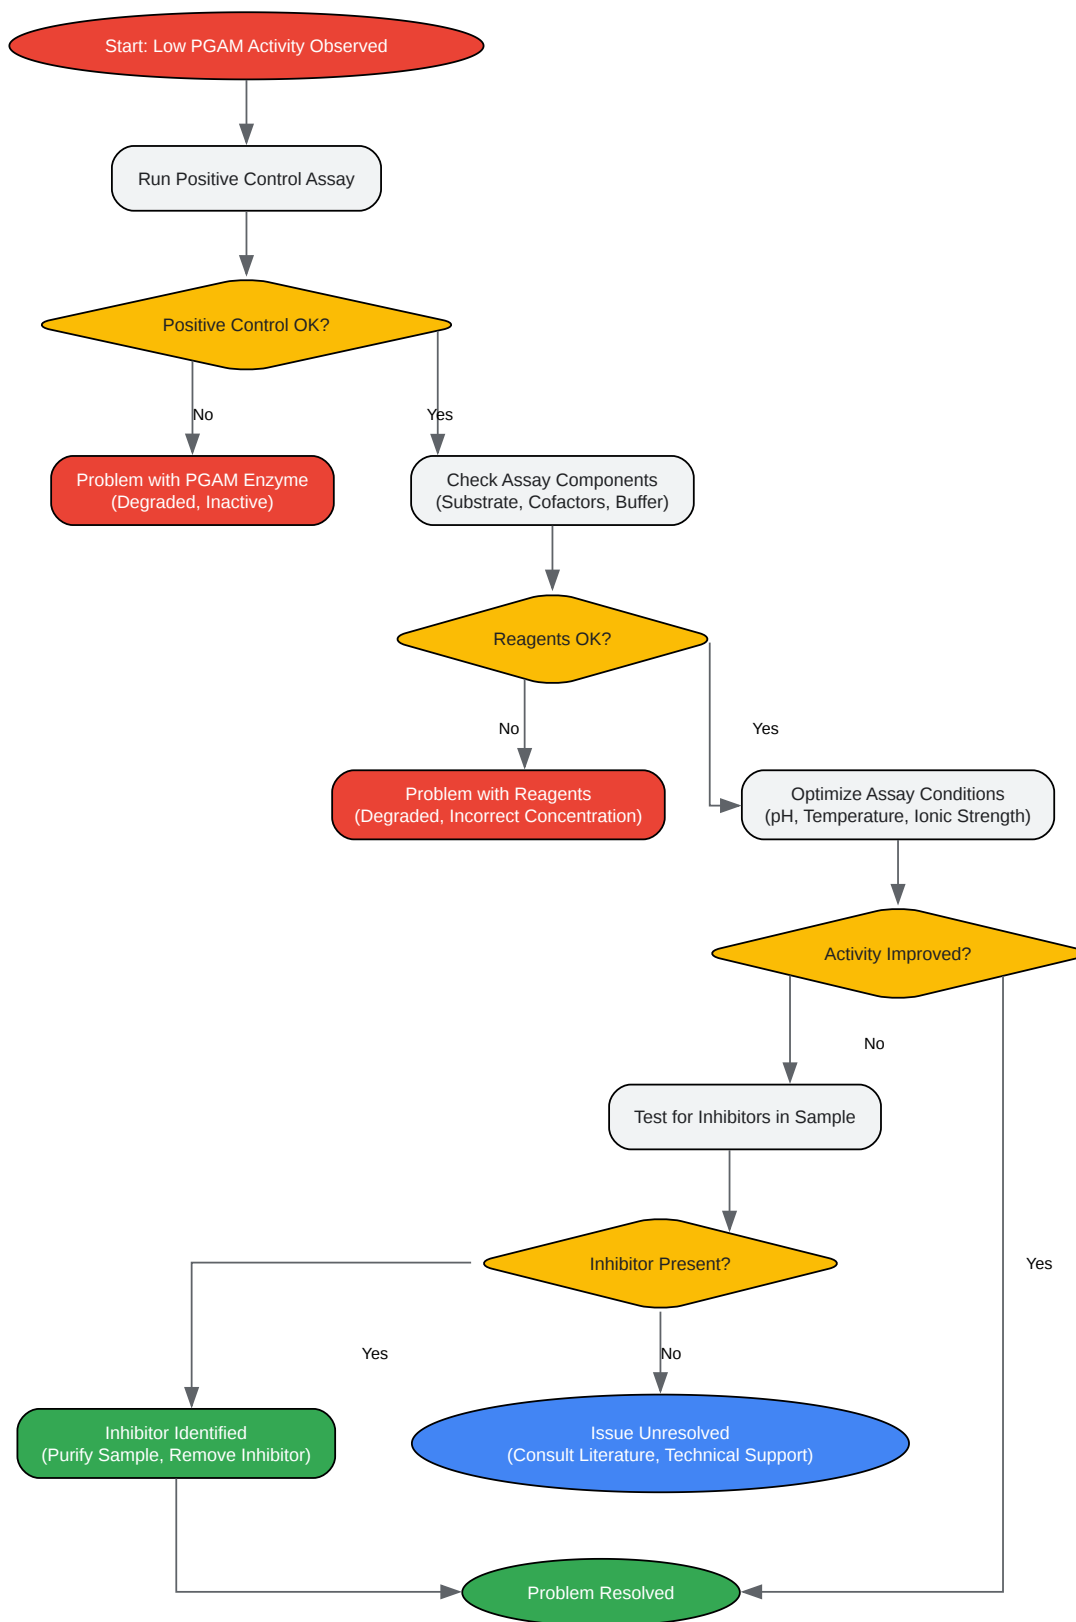 Start: Low PGAM Activity Observed
Run Positive Control Assay
Positive Control OK?
No
Yes
Problem with PGAM Enzyme
(Degraded, Inactive)
Check Assay Components
(Substrate, Cofactors, Buffer)
Reagents OK?
No
Yes
Problem with Reagents
(Degraded, Incorrect Concentration)
Optimize Assay Conditions
(pH, Temperature, Ionic Strength)
Activity Improved?
No
Test for Inhibitors in Sample
Inhibitor Present?
Yes
Yes
No
Inhibitor Identified
(Purify Sample, Remove Inhibitor)
Issue Unresolved
(Consult Literature, Technical Support)
Problem Resolved